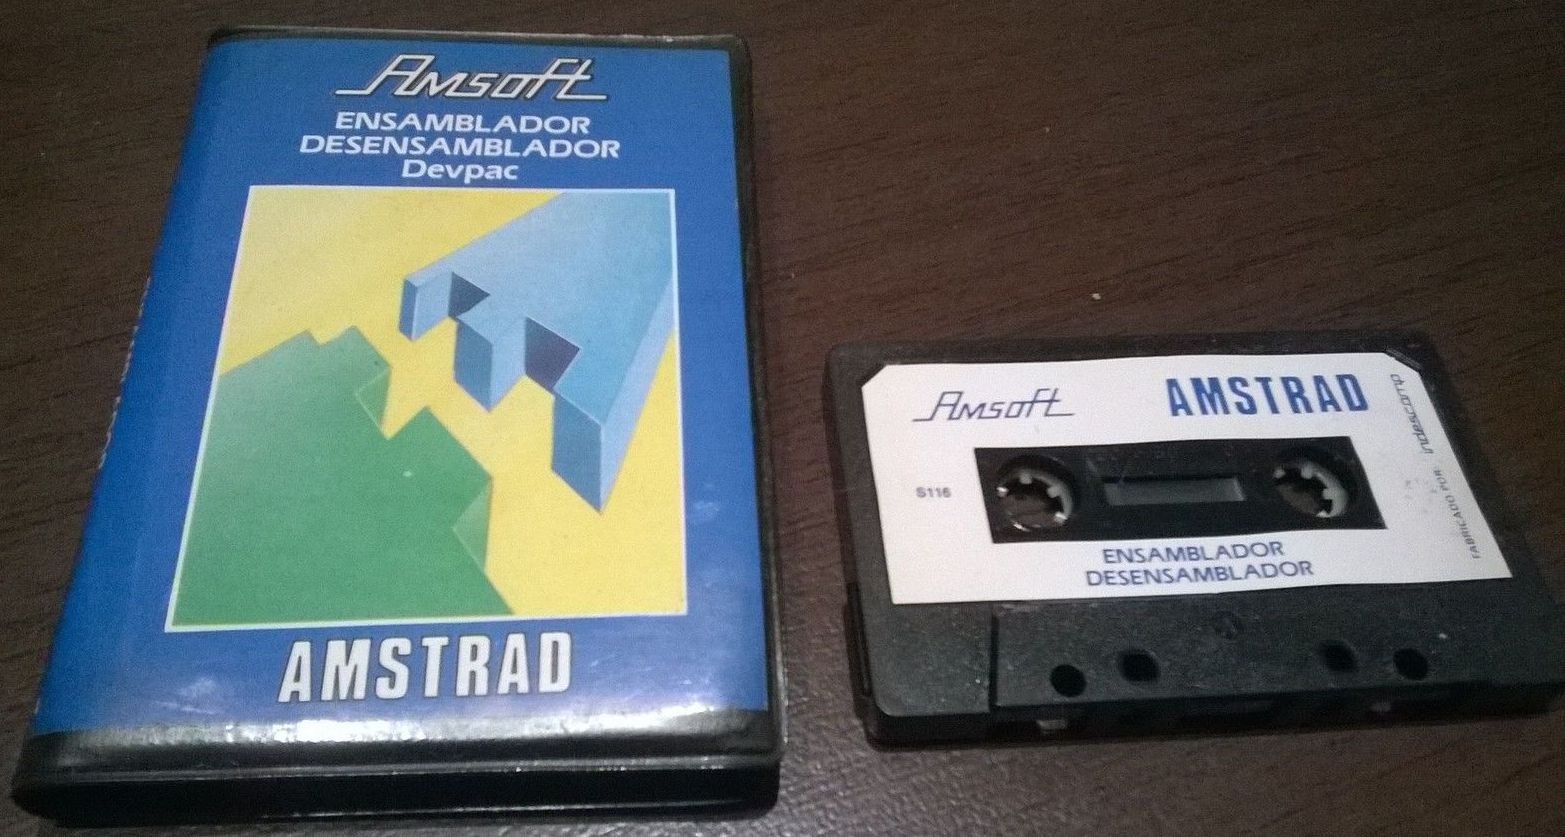 Amsoft
ENSAMBLADOR
DESENSAMBLADOR
Devpac
AMSTRAD
Amsoft
AMSTRAD
S116
ENSAMBLADOR
DESENSAMBLADOR
FABRICADO POR: indescomp